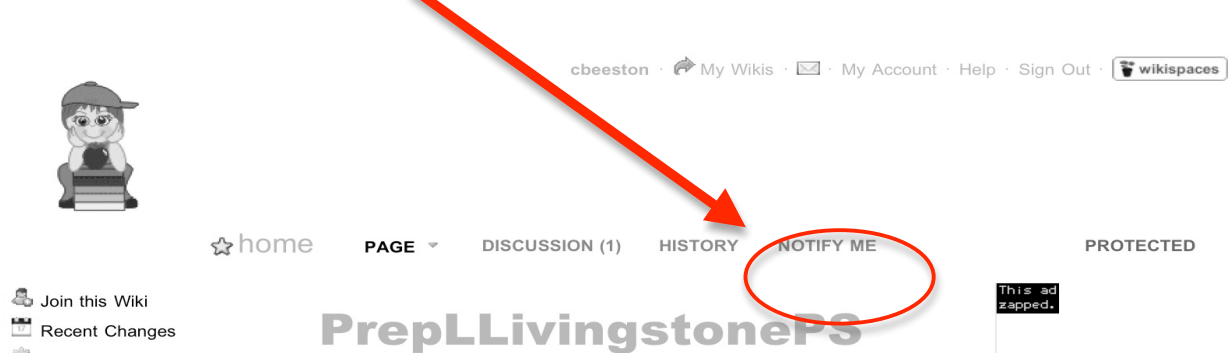 cbeeston · My Wikis · · My Account · Help · Sign Out · wikispaces
home PAGE DISCUSSION (1) HISTORY NOTIFY ME PROTECTED
Join this Wiki
Recent Changes
This ad
zapped.
PrepLLivingstonePS